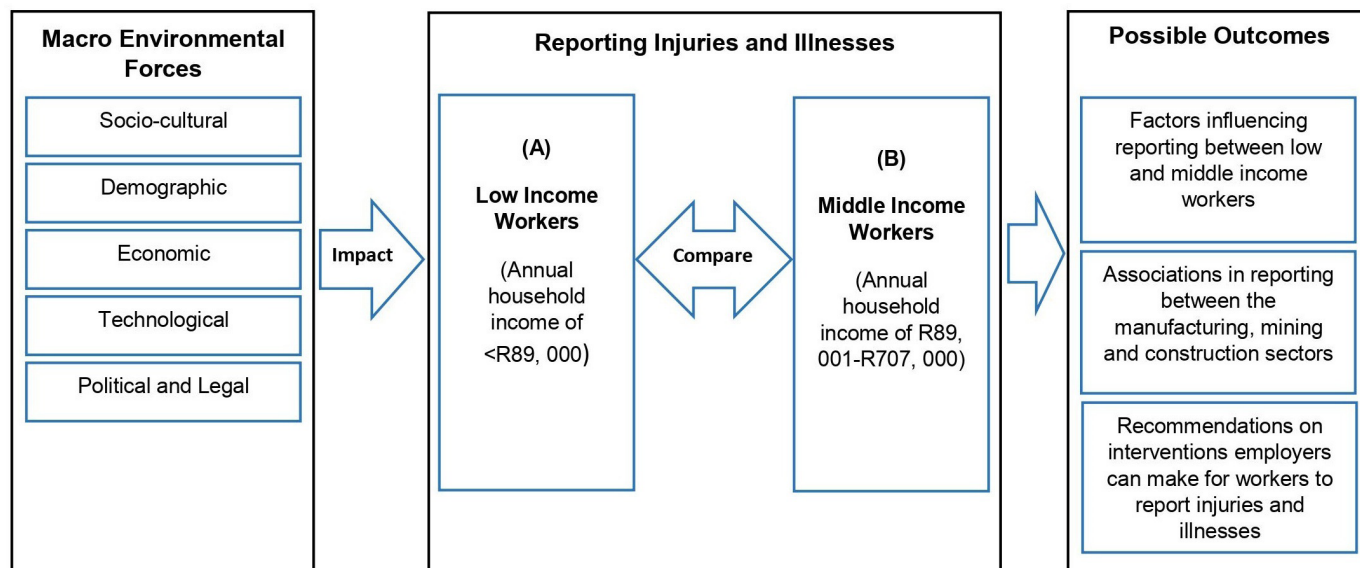 Macro Environmental
Forces
Socio-cultural
Demographic
Economic
Technological
Political and Legal
Impact
Reporting Injuries and Illnesses
(A)
Low Income
Workers
(Annual
household
income of
<R89, 000)
Compare
(B)
Middle Income
Workers
(Annual
household
income of R89,
001-R707, 000)
Possible Outcomes
Factors influencing
reporting between low
and middle income
workers
Associations in reporting
between the
manufacturing, mining
and construction sectors
Recommendations on
interventions employers
can make for workers to
report injuries and
illnesses